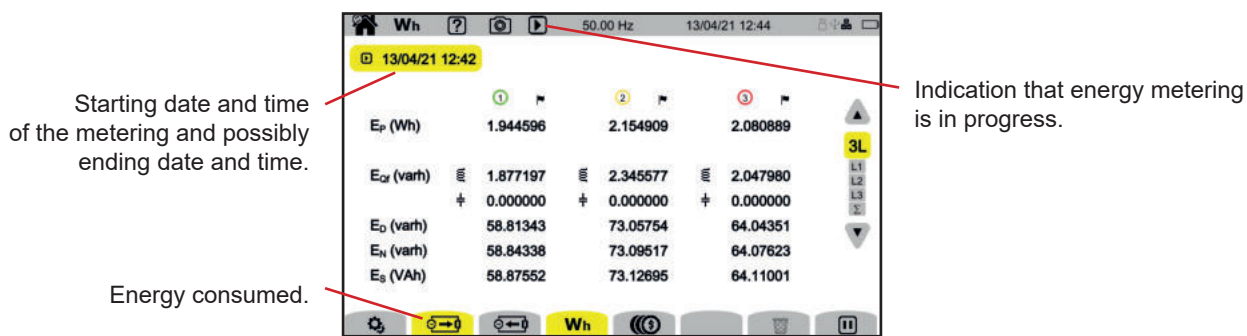 Wh ? 50.00 Hz 13/04/21 12:44
13/04/21 12:42
Starting date and time
of the metering and possibly
ending date and time.
Indication that energy metering
is in progress.
1 2 3
EP (Wh) 1.944596 2.154909 2.080889
3L
EQf (varh) 1.877197 2.345577 2.047980
L1
L2
0.000000 0.000000 0.000000
L3
Σ
ED (varh) 58.81343 73.05754 64.04351
EN (varh) 58.84338 73.09517 64.07623
ES (VAh) 58.87552 73.12695 64.11001
Energy consumed.
Wh